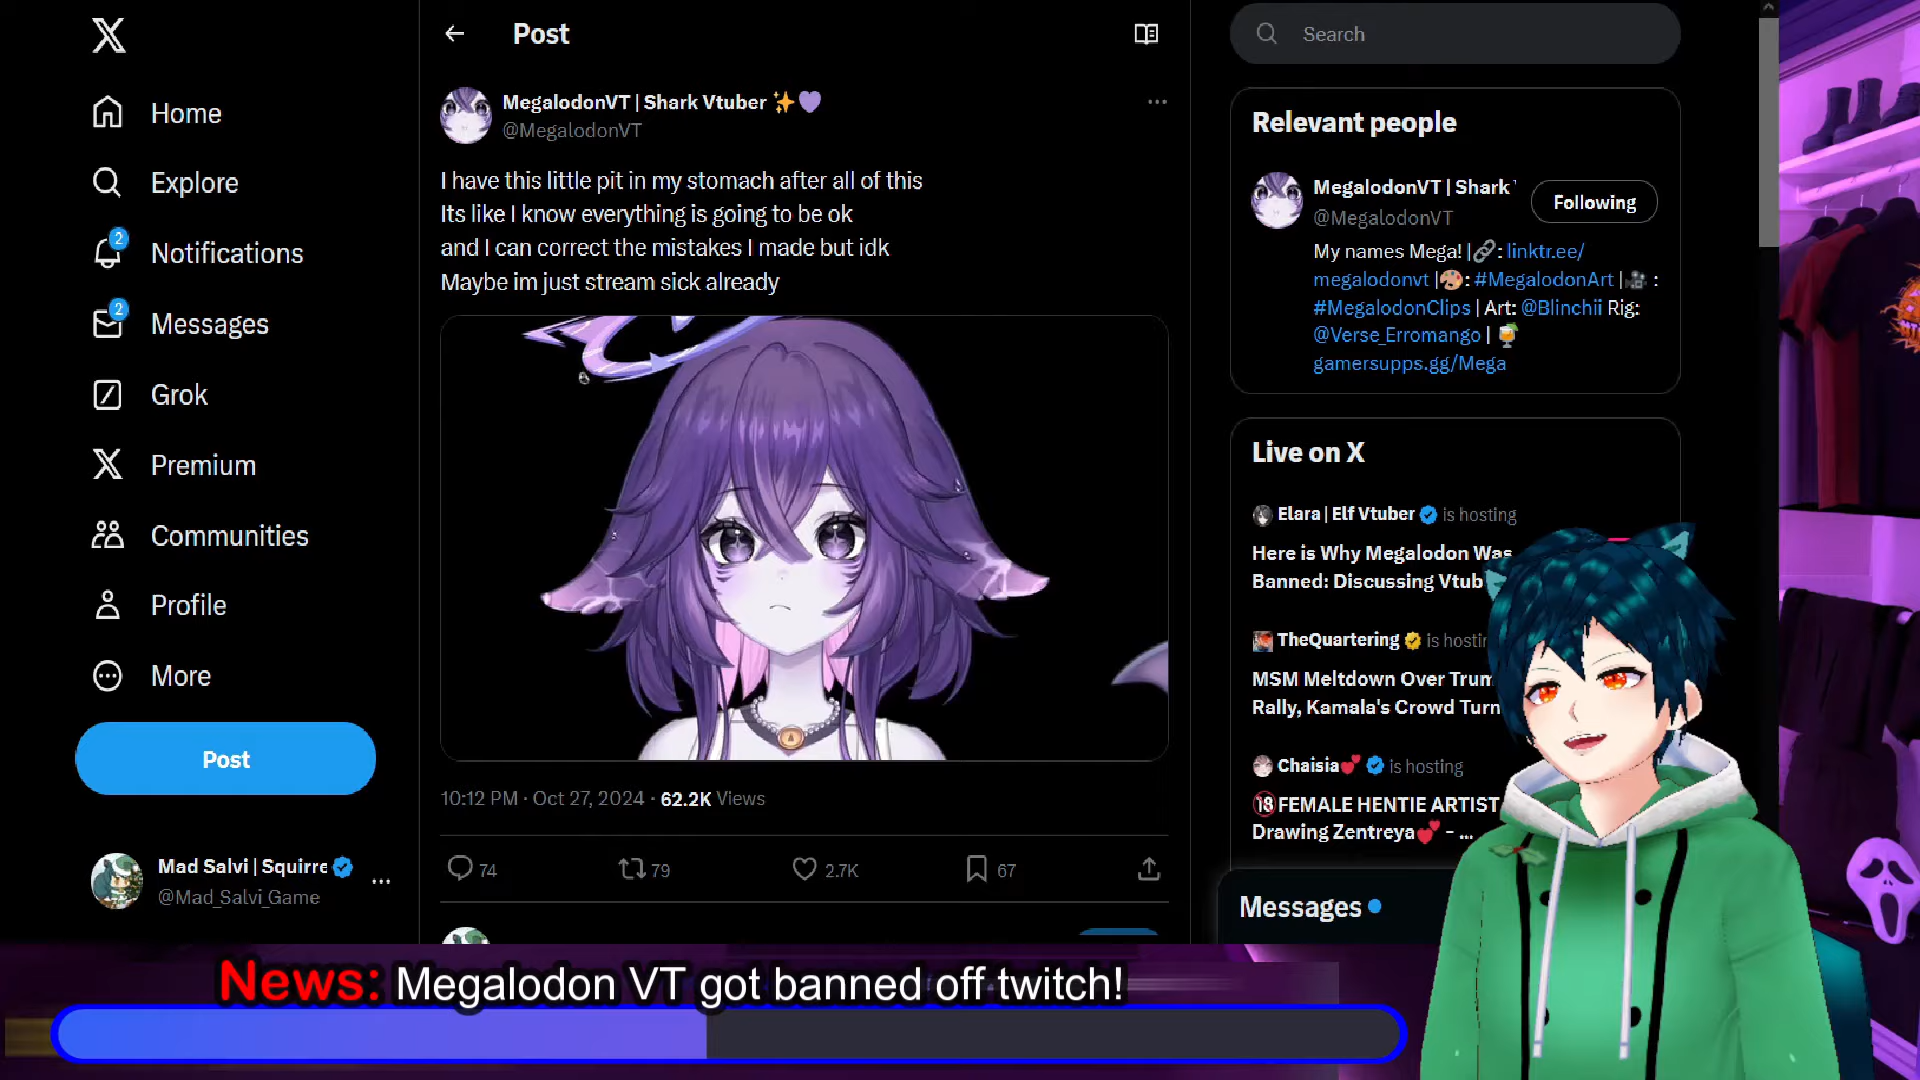 Home
Explore
2
Notifications
2
Messages
Grok
Premium
Communities
Profile
More
Post
Mad Salvi | Squirre
@Mad_Salvi_Game
Post
MegalodonVT | Shark Vtuber ✨💜
@MegalodonVT
I have this little pit in my stomach after all of this
Its like I know everything is going to be ok
and I can correct the mistakes I made but idk
Maybe im just stream sick already
10:12 PM · Oct 27, 2024 · 62.2K Views
74 79 2.7K 67
Search
Relevant people
MegalodonVT | Shark
Following
@MegalodonVT
My names Mega! |🔗: linktr.ee/
megalodonvt |🎨: #MegalodonArt |🎥 :
#MegalodonClips | Art: @Blinchii Rig:
@Verse_Erromango | 🍹
gamersupps.gg/Mega
Live on X
Elara | Elf Vtuber is hosting
Here is Why Megalodon Was
Banned: Discussing Vtub
TheQuartering is hostin
MSM Meltdown Over Trum
Rally, Kamala's Crowd Turn
Chaisia💕 is hosting
🔞FEMALE HENTIE ARTIST
Drawing Zentreya💕 - ...
Messages
News: Megalodon VT got banned off twitch!